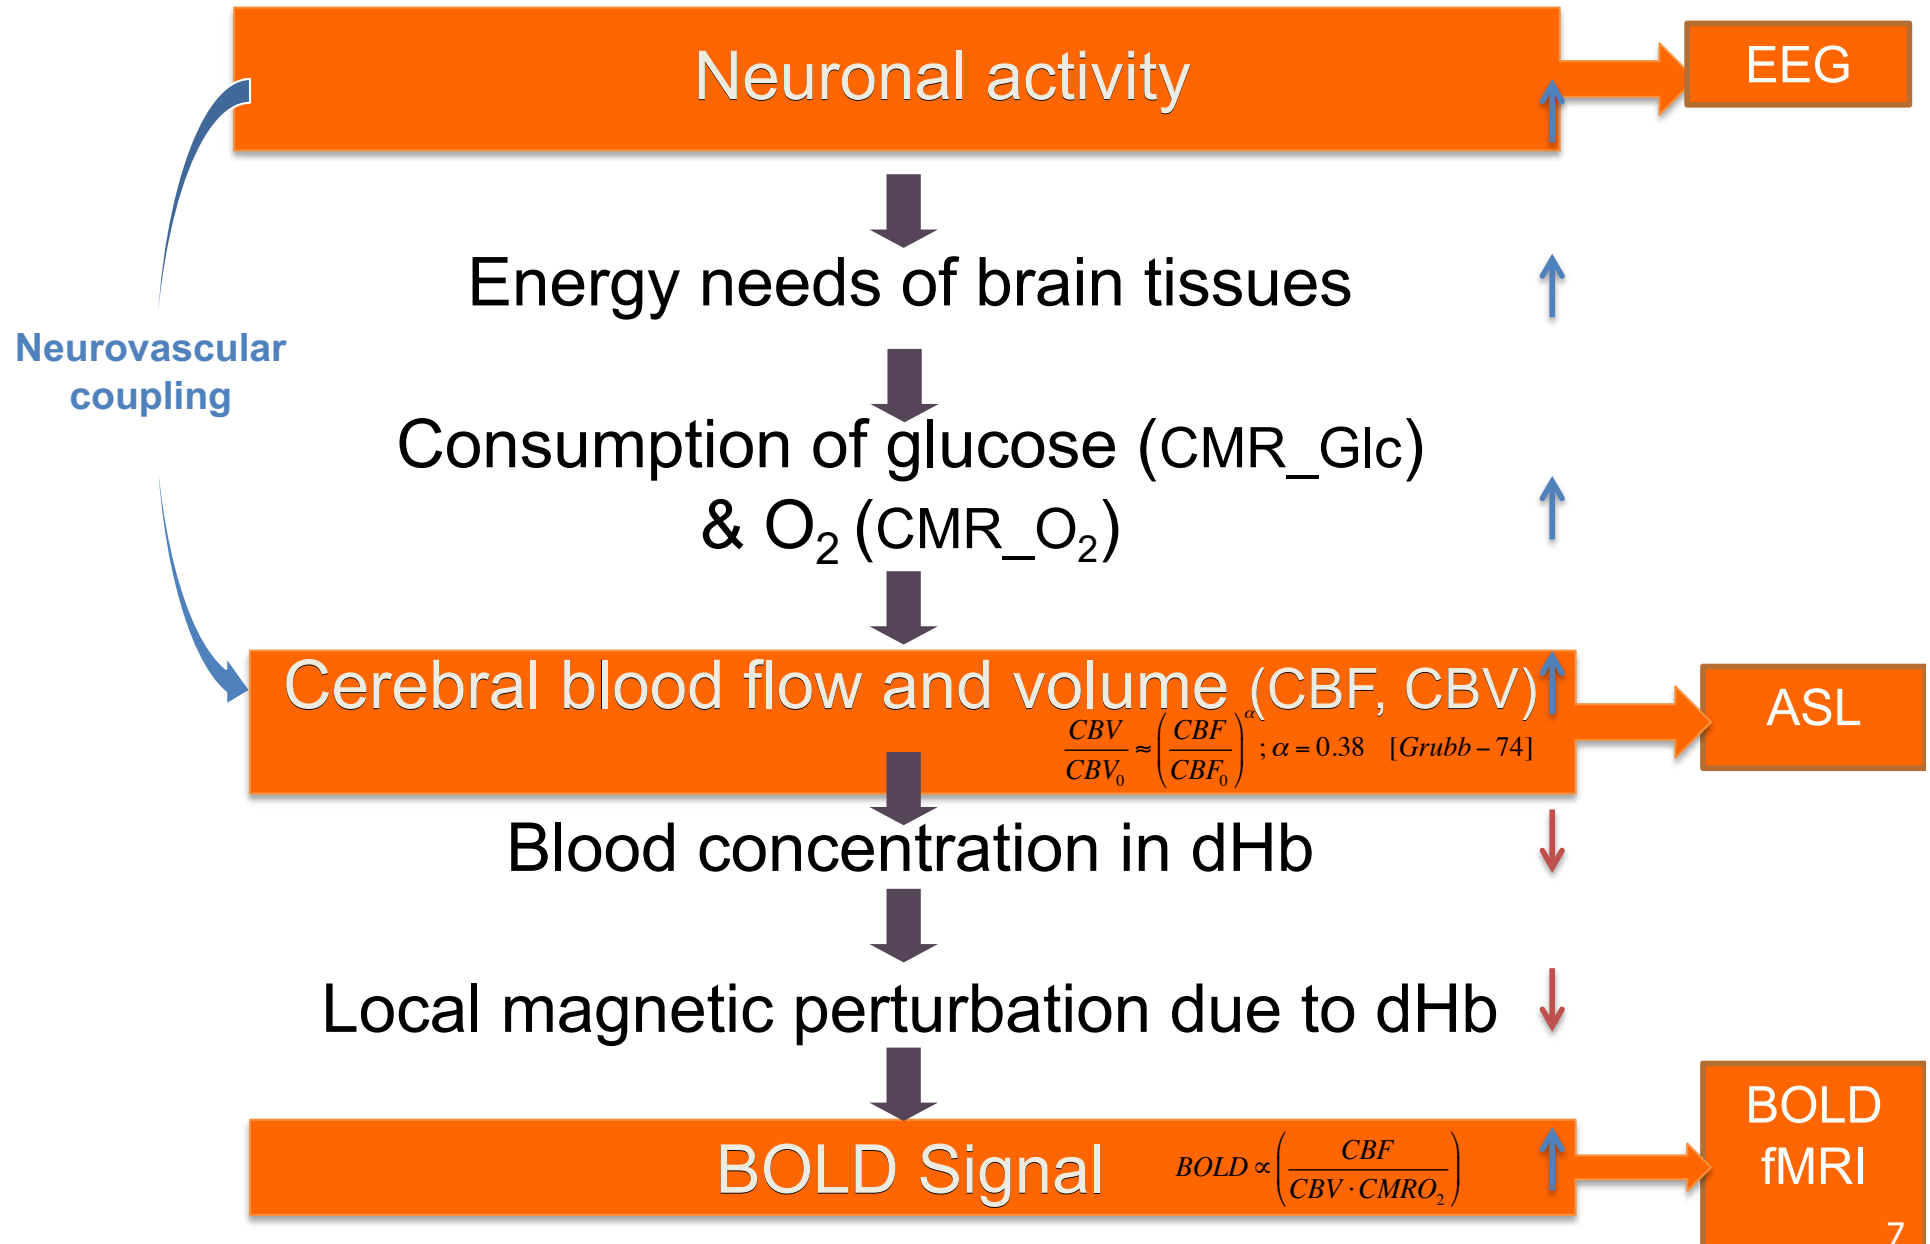 Neuronal activity
EEG
Energy needs of brain tissues
Neurovascular
coupling
Consumption of glucose (CMR_Glc)
& O₂ (CMR_O₂)
Cerebral blood flow and volume (CBF, CBV)
CBV/CBV₀ ≈ (CBF/CBF₀)^α ; α = 0.38 [Grubb – 74]
ASL
Blood concentration in dHb
Local magnetic perturbation due to dHb
BOLD Signal
BOLD ∝ (CBF/CBV · CMRO₂)
BOLD
fMRI
7